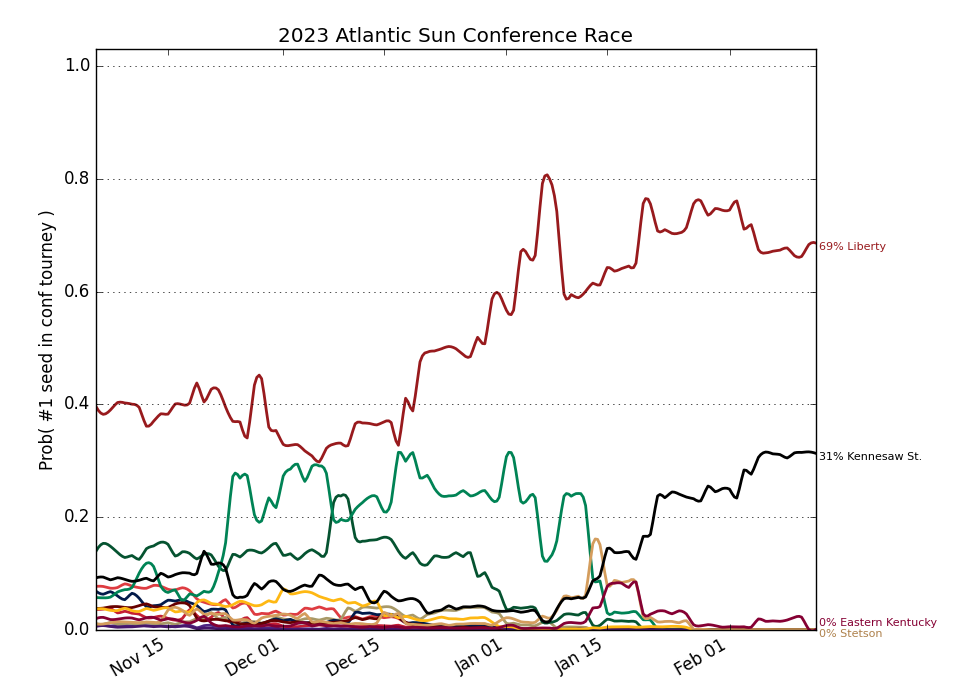 2023 Atlantic Sun Conference Race
Prob( #1 seed in conf tourney )
1.0
0.8
0.6
0.4
0.2
0.0
69% Liberty
31% Kennesaw St.
0% Eastern Kentucky
0% Stetson
Nov 15
Dec 01
Dec 15
Jan 01
Jan 15
Feb 01